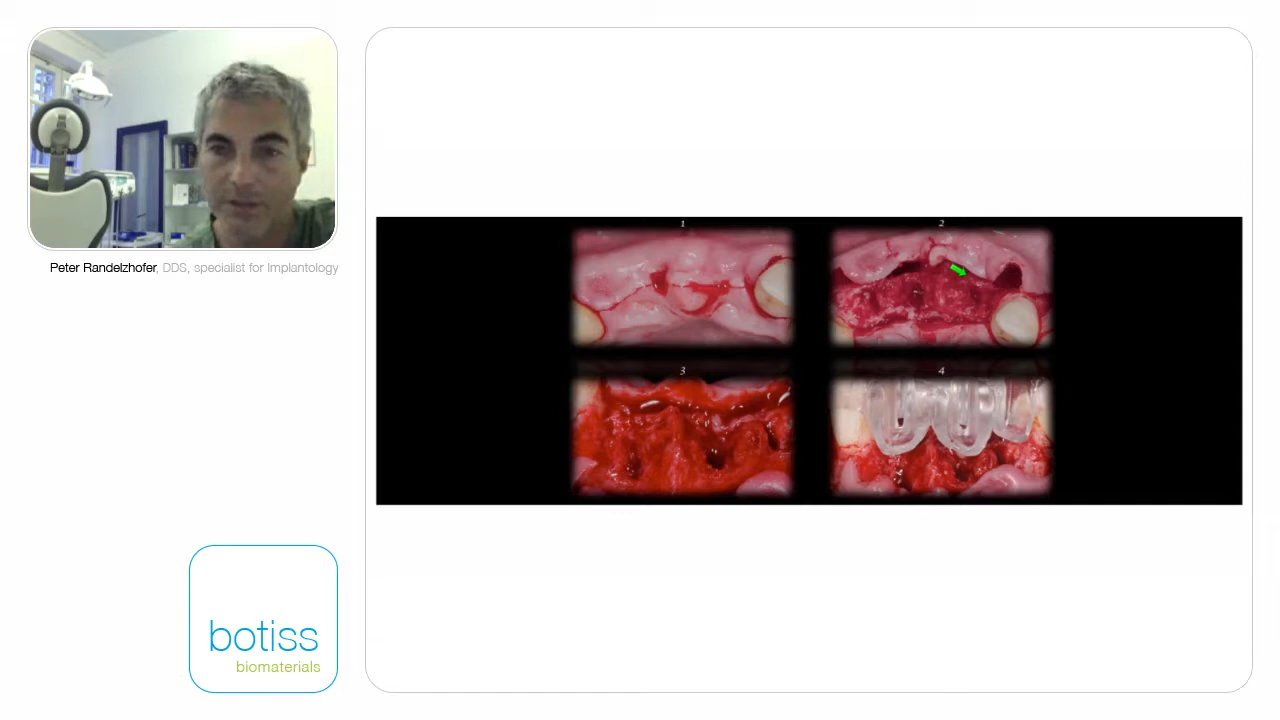 Peter Randelzhofer, DDS, specialist for Implantology
botiss
biomaterials
1
2
3
4